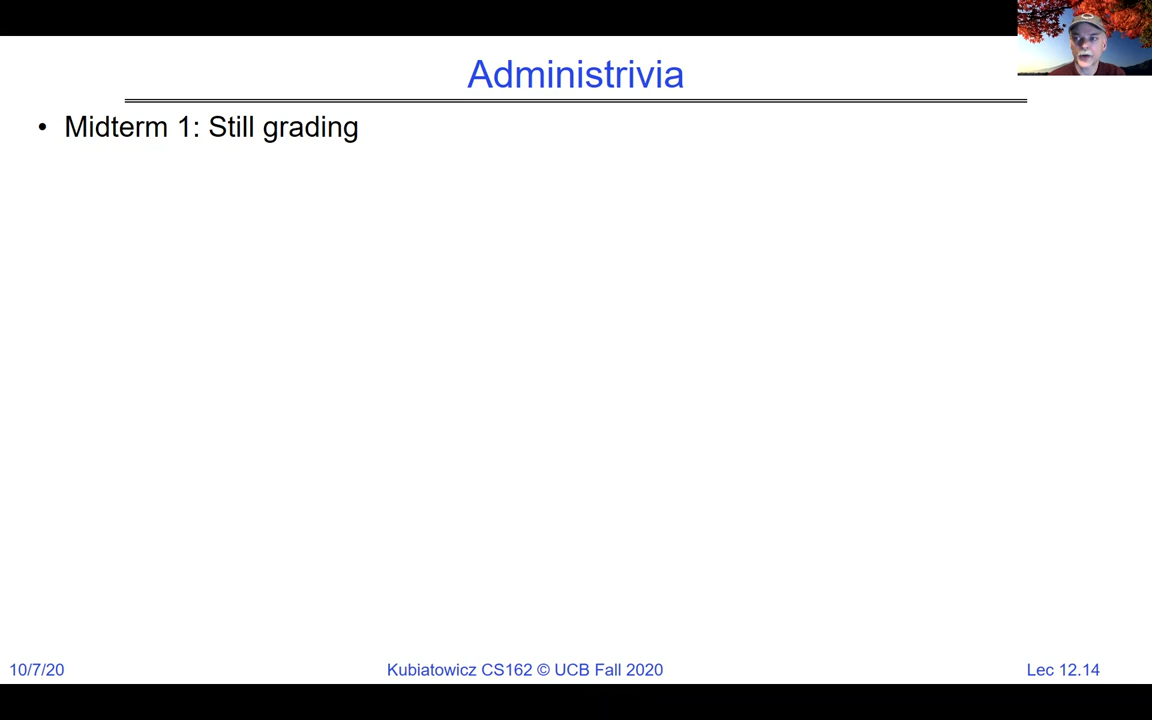 Administrivia
• Midterm 1: Still grading
10/7/20
Kubiatowicz CS162 © UCB Fall 2020
Lec 12.14